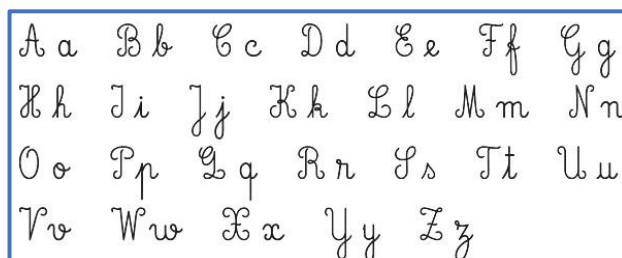 A a B b C c D d E e F f G g
H h I i J j K k L l M m N n
O o P p Q q R r S s T t U u
V v W w X x Y y Z z